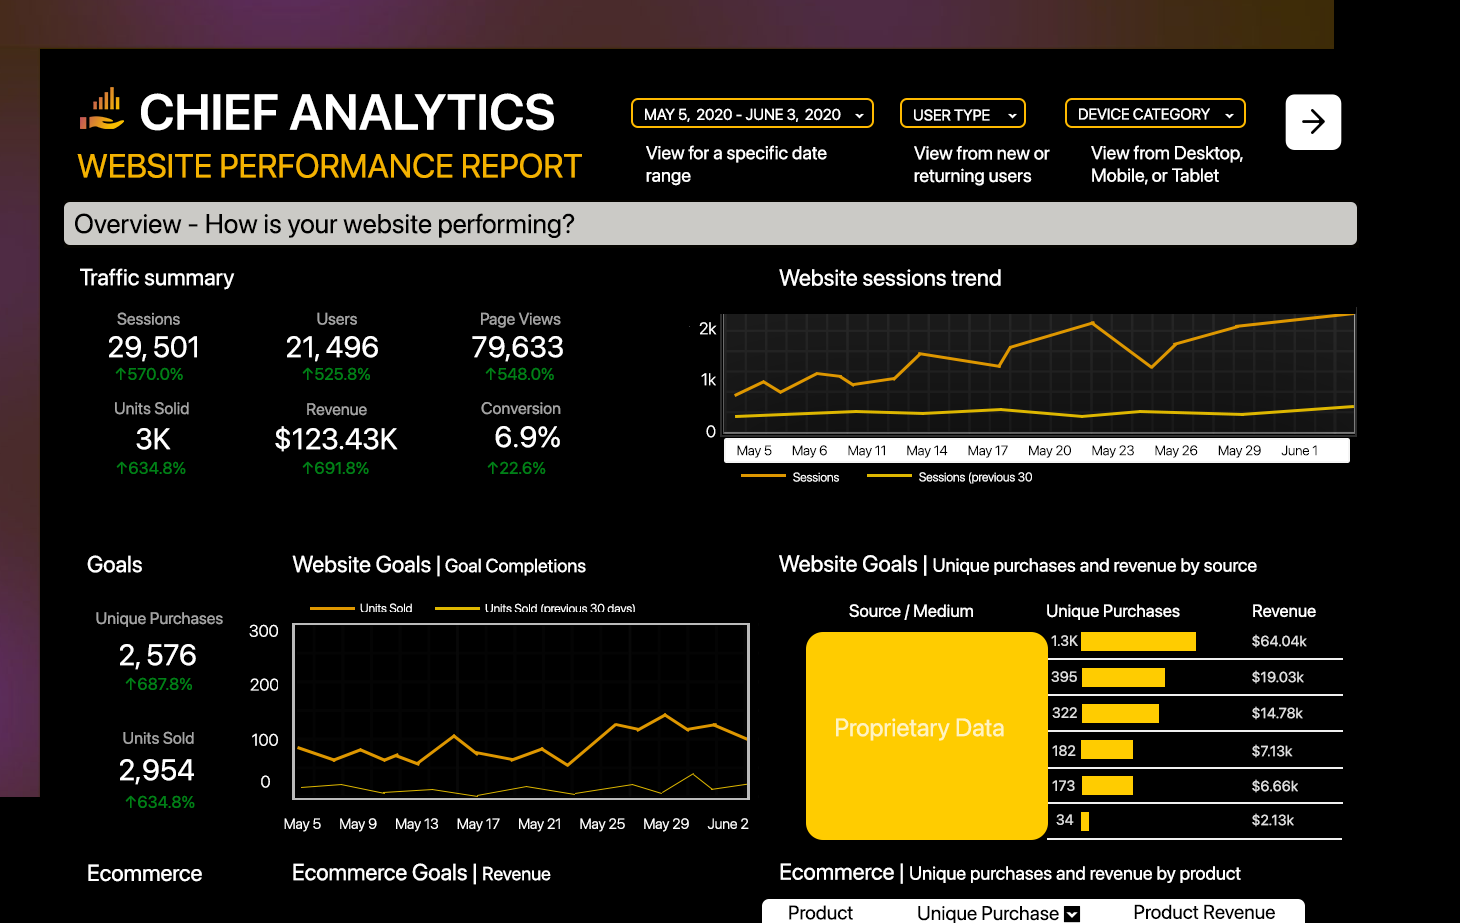 CHIEF ANALYTICS
WEBSITE PERFORMANCE REPORT
MAY 5, 2020 - JUNE 3, 2020
View for a specific date
range
USER TYPE
View from new or
returning users
DEVICE CATEGORY
View from Desktop,
Mobile, or Tablet
Overview - How is your website performing?
Traffic summary
Sessions Users Page Views
29, 501 21, 496 79,633
↑570.0% ↑525.8% ↑548.0%
Units Solid Revenue Conversion
3K $123.43K 6.9%
↑634.8% ↑691.8% ↑22.6%
Website sessions trend
2k
1k
0
May 5 May 6 May 11 May 14 May 17 May 20 May 23 May 26 May 29 June 1
Sessions Sessions (previous 30
Goals
Unique Purchases
2, 576
↑687.8%
Units Sold
2,954
↑634.8%
Website Goals | Goal Completions
Units Sold Units Sold (previous 30 days)
300
200
100
0
May 5 May 9 May 13 May 17 May 21 May 25 May 29 June 2
Website Goals | Unique purchases and revenue by source
Source / Medium Unique Purchases Revenue
Proprietary Data
1.3K $64.04k
395 $19.03k
322 $14.78k
182 $7.13k
173 $6.66k
34 $2.13k
Ecommerce
Ecommerce Goals | Revenue
Ecommerce | Unique purchases and revenue by product
Product Unique Purchase Product Revenue